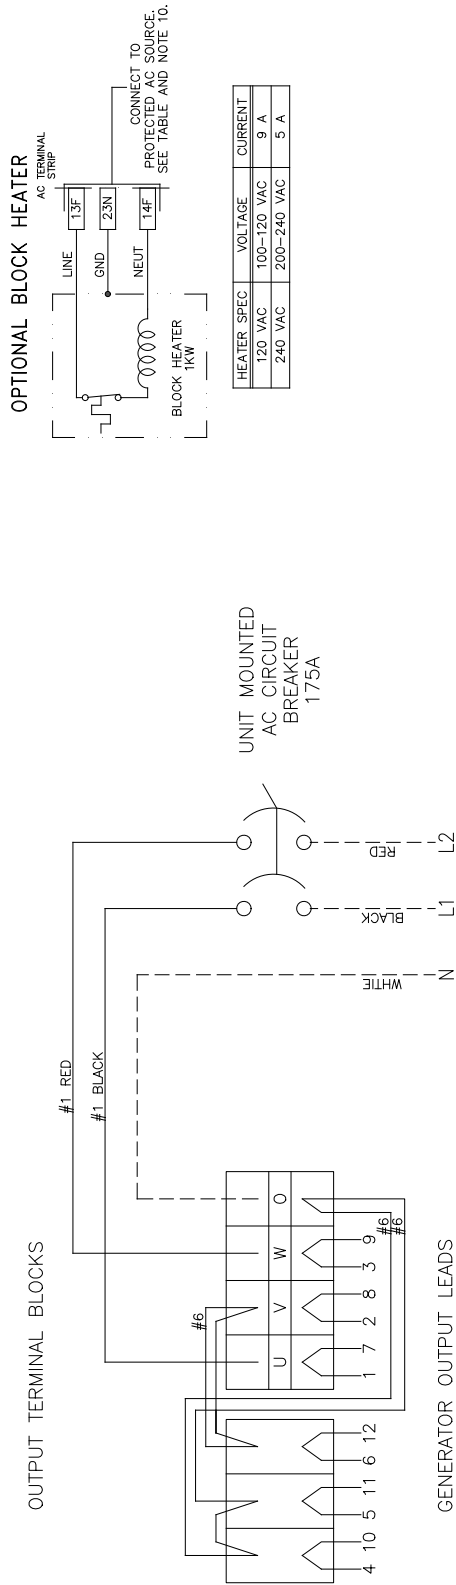 OUTPUT TERMINAL BLOCKS
#1 RED
#1 BLACK
#6
U
V
W
O
#6
#6
4
10
5
11
6
12
1
7
2
8
3
9
GENERATOR OUTPUT LEADS
WHTIE
BLACK
RED
N
L1
L2
UNIT MOUNTED
AC CIRCUIT
BREAKER
175A
OPTIONAL BLOCK HEATER
AC TERMINAL
STRIP
LINE
13F
GND
23N
NEUT
14F
BLOCK HEATER
1KW
CONNECT TO
PROTECTED AC SOURCE.
SEE TABLE AND NOTE 10.
HEATER SPEC VOLTAGE CURRENT
120 VAC 100-120 VAC 9 A
240 VAC 200-240 VAC 5 A